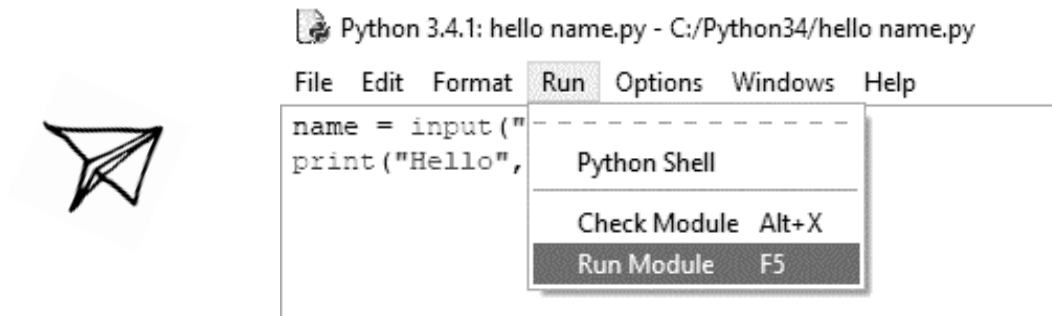 Python 3.4.1: hello name.py - C:/Python34/hello name.py
File Edit Format Run Options Windows Help
name = input("
print("Hello",
Python Shell
Check Module Alt+X
Run Module F5